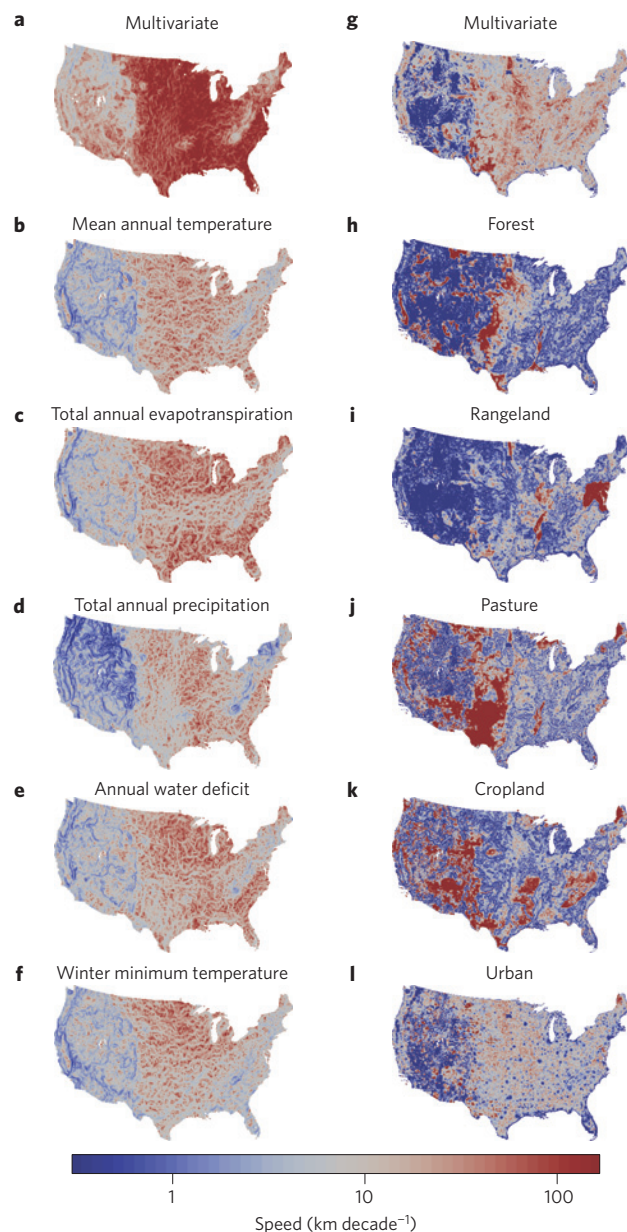 a Multivariate
g Multivariate
b Mean annual temperature
h Forest
c Total annual evapotranspiration
i Rangeland
d Total annual precipitation
j Pasture
e Annual water deficit
k Cropland
f Winter minimum temperature
l Urban
1 10 100
Speed (km decade⁻¹)